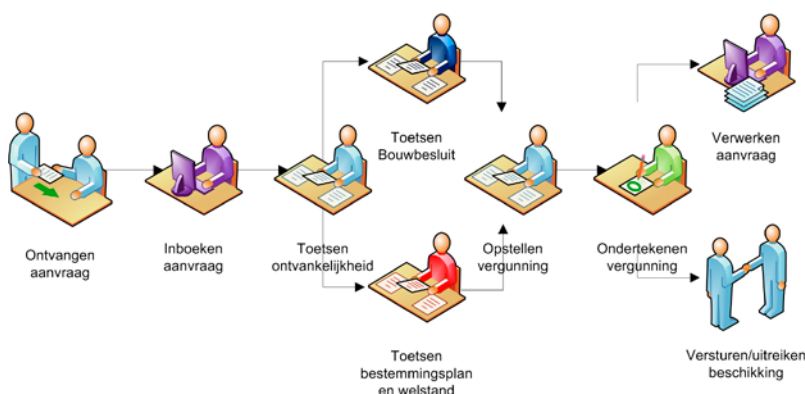 Ontvangen
aanvraag
Inboeken
aanvraag
Toetsen
ontvankelijkheid
Toetsen
Bouwbesluit
Toetsen
bestemmingsplan
en welstand
Opstellen
vergunning
Ondertekenen
vergunning
Verwerken
aanvraag
Versturen/uitreiken
beschikking